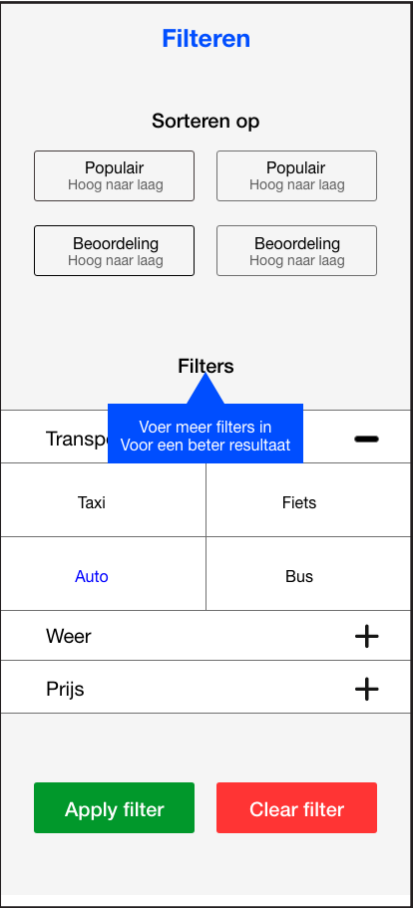 Filteren
Sorteren op
Populair
Hoog naar laag
Populair
Hoog naar laag
Beoordeling
Hoog naar laag
Beoordeling
Hoog naar laag
Filters
Voer meer filters in
Voor een beter resultaat
Taxi
Fiets
Auto
Bus
Weer
Prijs
Apply filter
Clear filter